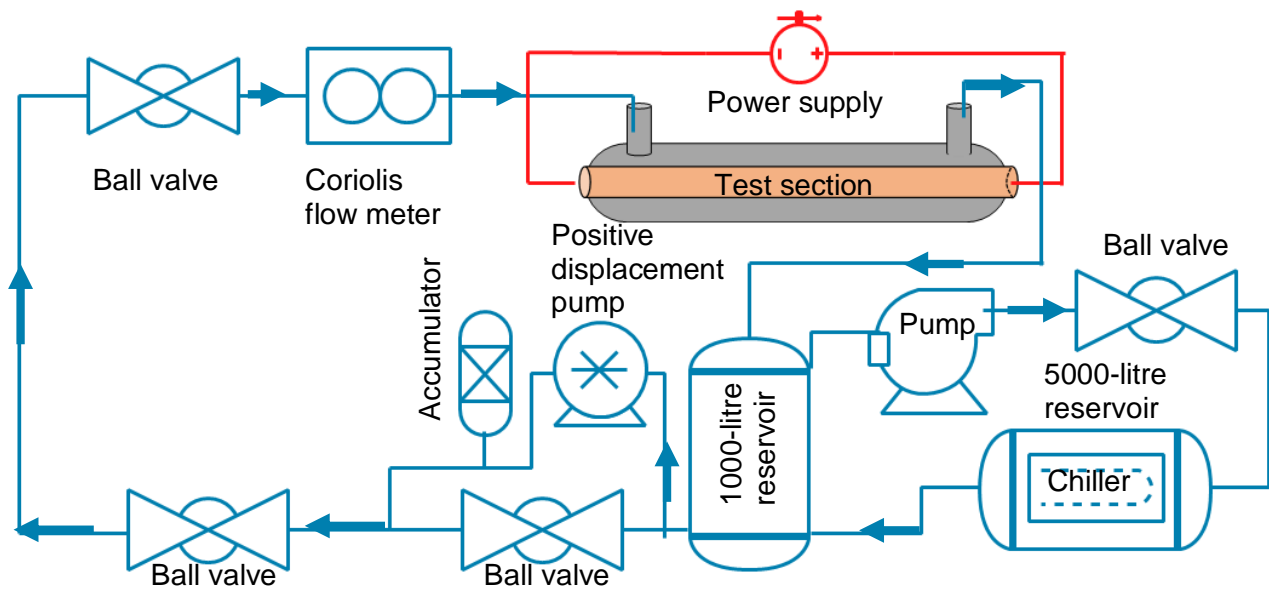 Power supply
Ball valve
Coriolis
flow meter
Test section
Positive
displacement
pump
Ball valve
Accumulator
Pump
5000-litre
reservoir
1000-litre
reservoir
Chiller
Ball valve
Ball valve